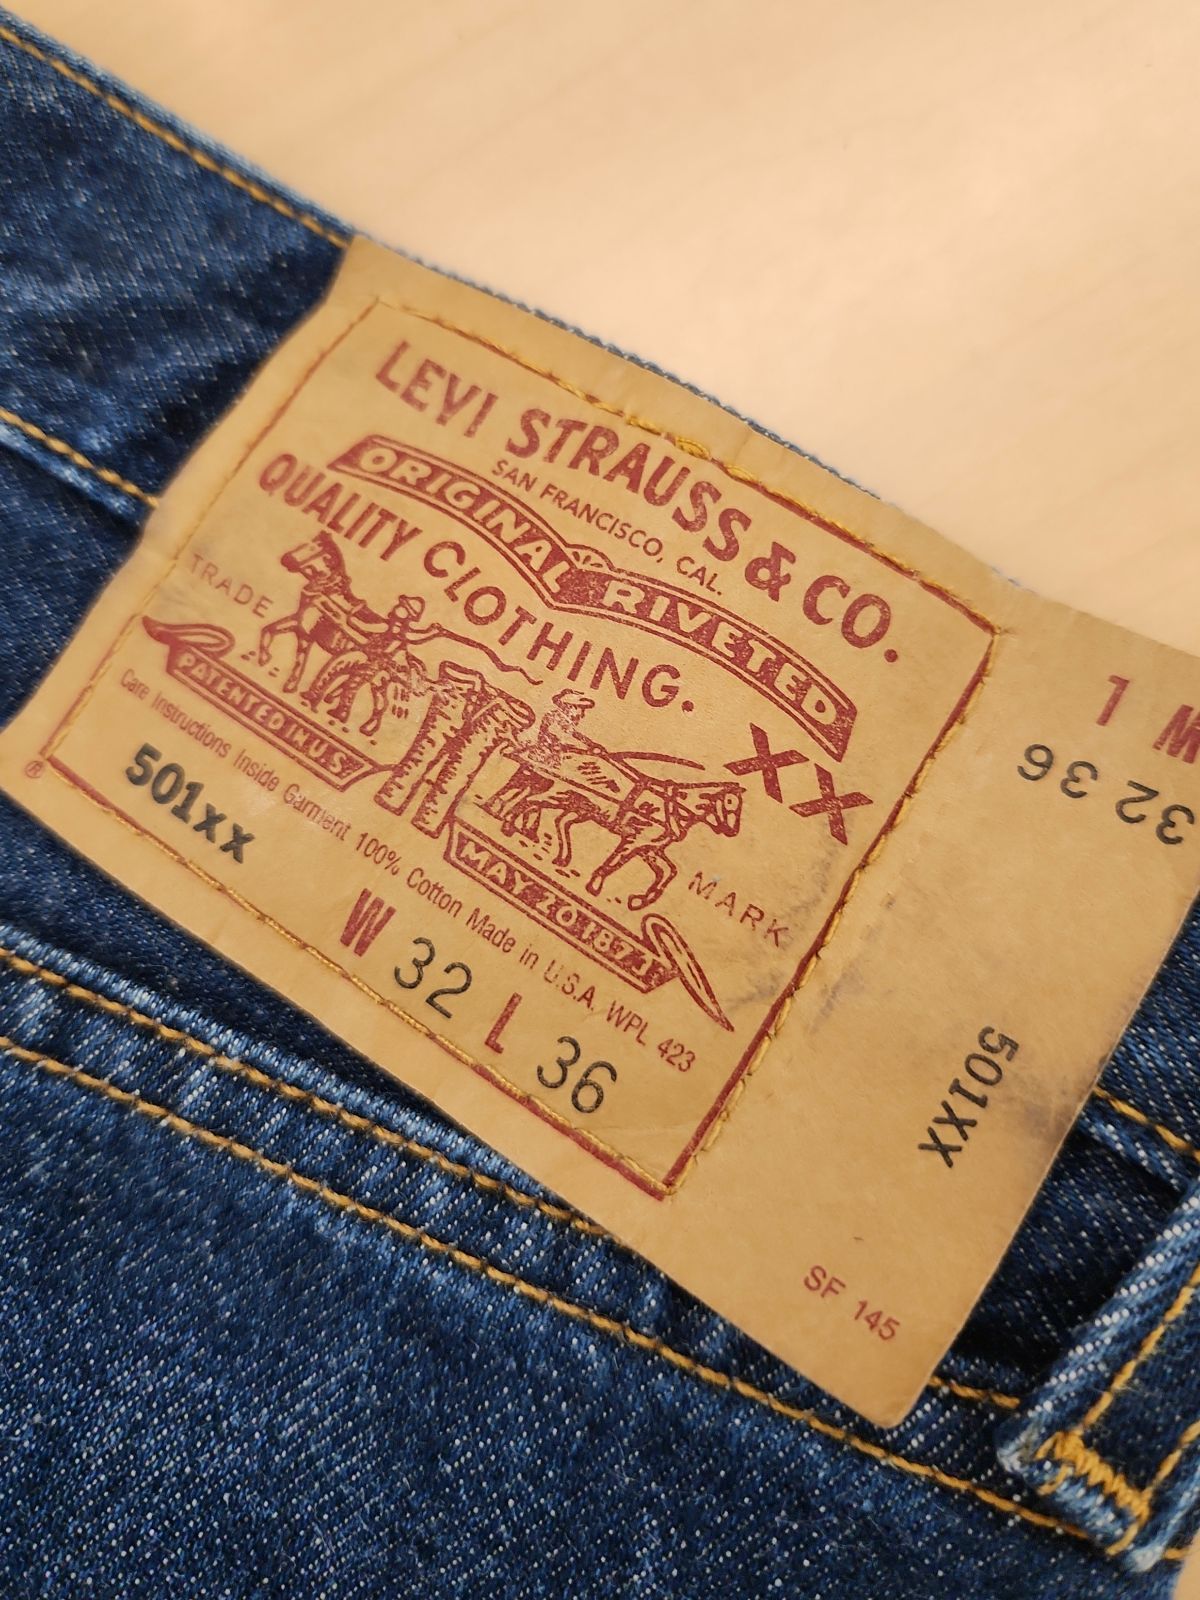 LEVI STRAUSS & CO.
SAN FRANCISCO, CAL.
ORIGINAL RIVETED
QUALITY CLOTHING.
XX
TRADE MARK
PATENTED IN U.S.
MAY 20 1873
Care Instructions Inside Garment 100% Cotton Made in U.S.A. WPL 423
®
501xx
W 32 L 36
L W
32 36
501XX
SF 145